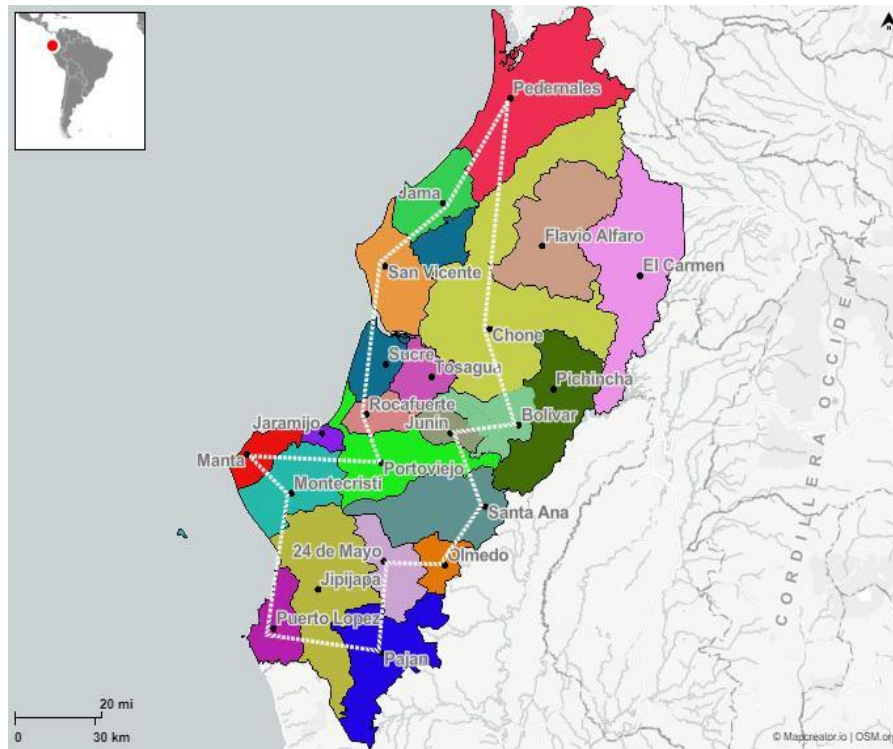 Pedernales
Jama
Flavio Alfaro
San Vicente
El Carmen
Chone
Sucre
Tosagua
Pichincha
Rocafuerte
Jaramijo
Junin
Bolivar
Manta
Portoviejo
Montecristi
Santa Ana
24 de Mayo
Olmedo
Jipijapa
Puerto Lopez
Pajan
CORDILLERA OCCIDENTAL
20 mi
0
30 km
© Mapcreator.io | OSM.org